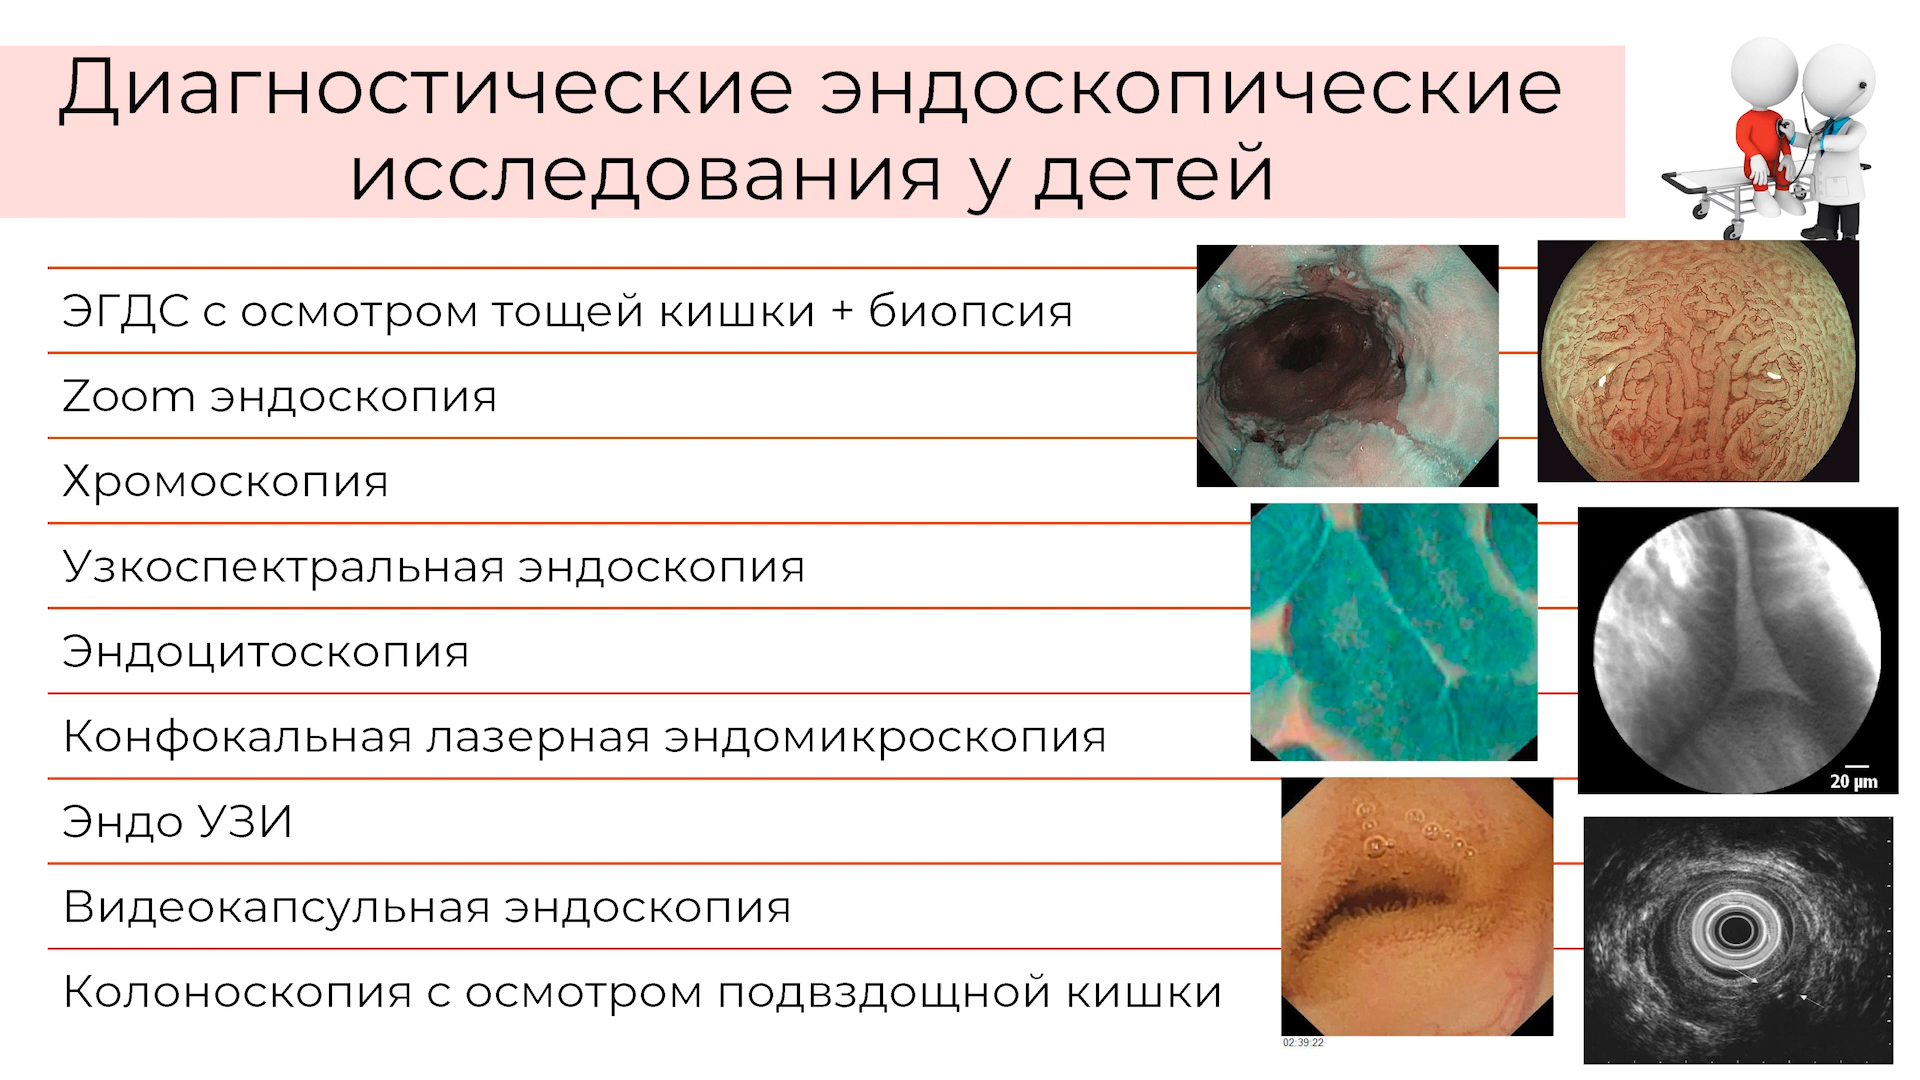 Диагностические эндоскопические
исследования у детей
ЭГДС с осмотром тощей кишки + биопсия
Zoom эндоскопия
Хромоскопия
Узкоспектральная эндоскопия
Эндоцитоскопия
Конфокальная лазерная эндомикроскопия
20 µm
Эндо УЗИ
Видеокапсульная эндоскопия
Колоноскопия с осмотром подвздошной кишки
02:39:22